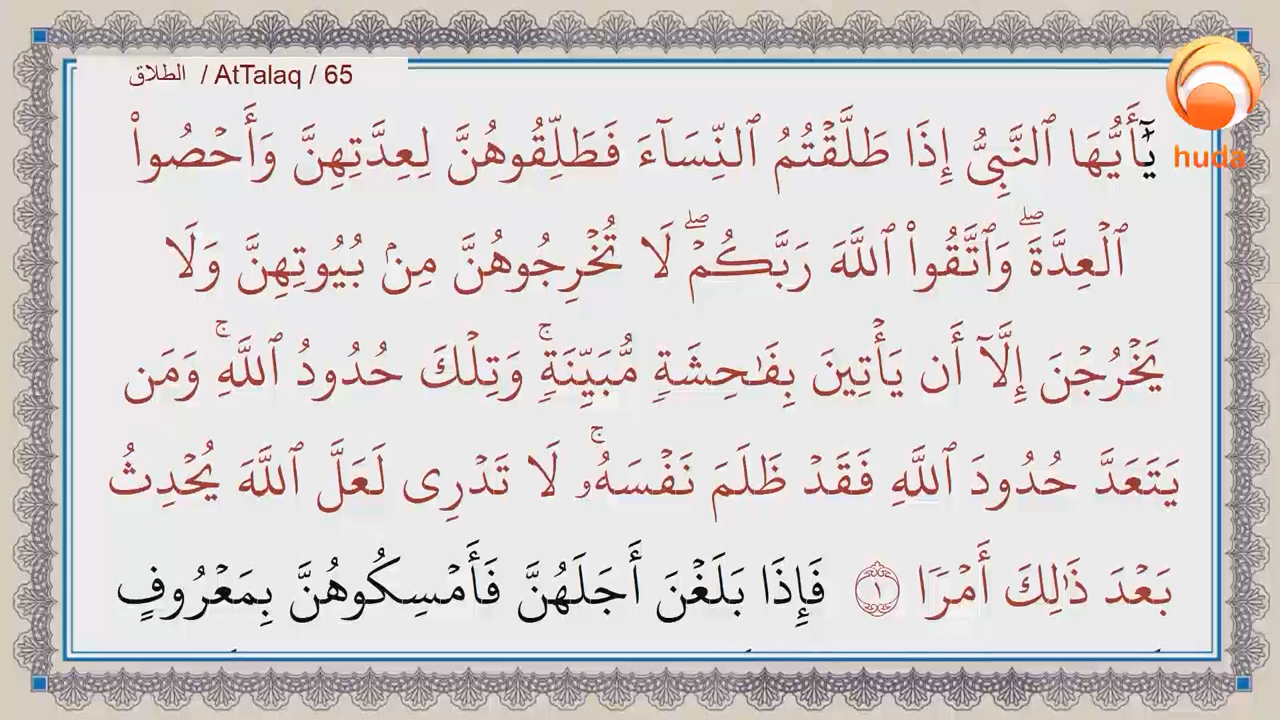 الطلاق / AtTalaq / 65
huda
يَٰٓأَيُّهَا ٱلنَّبِىُّ إِذَا طَلَّقْتُمُ ٱلنِّسَآءَ فَطَلِّقُوهُنَّ لِعِدَّتِهِنَّ وَأَحْصُوا۟
ٱلْعِدَّةَ ۖ وَٱتَّقُوا۟ ٱللَّهَ رَبَّكُمْ ۖ لَا تُخْرِجُوهُنَّ مِنۢ بُيُوتِهِنَّ وَلَا
يَخْرُجْنَ إِلَّآ أَن يَأْتِينَ بِفَٰحِشَةٍ مُّبَيِّنَةٍ ۚ وَتِلْكَ حُدُودُ ٱللَّهِ ۚ وَمَن
يَتَعَدَّ حُدُودَ ٱللَّهِ فَقَدْ ظَلَمَ نَفْسَهُۥ ۚ لَا تَدْرِى لَعَلَّ ٱللَّهَ يُحْدِثُ
بَعْدَ ذَٰلِكَ أَمْرًا ١ فَإِذَا بَلَغْنَ أَجَلَهُنَّ فَأَمْسِكُوهُنَّ بِمَعْرُوفٍ